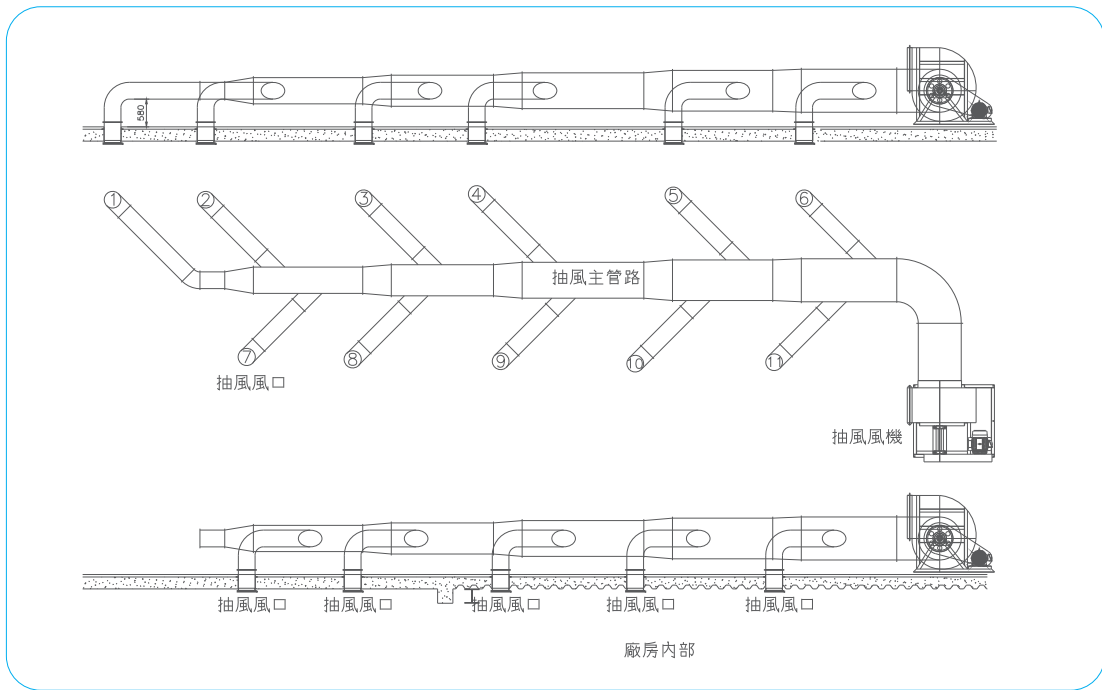 580
① ② ③ ④ ⑤ ⑥
抽風主管路
⑦ ⑧ ⑨ ⑩ ⑪
抽風風口
抽風風機
抽風風口 抽風風口 抽風風口 抽風風口 抽風風口
廠房內部